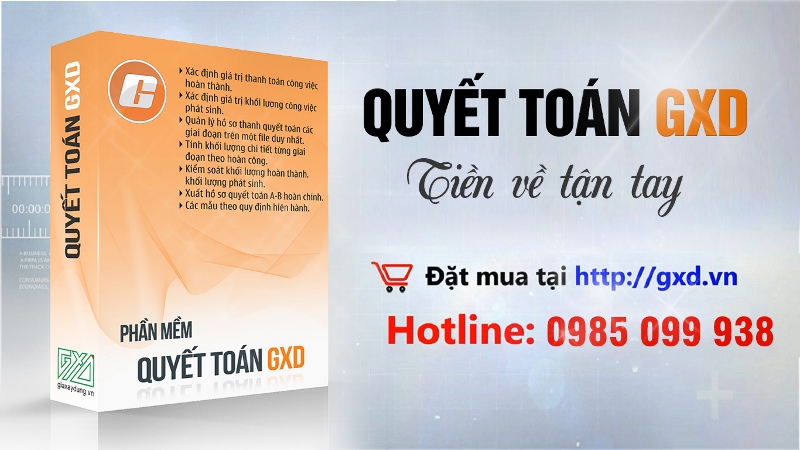 QUYẾT TOÁN GXD
G
Xác định giá trị thanh toán công việc
hoàn thành.
Xác định giá trị khối lượng công việc
phát sinh.
Quản lý hồ sơ thanh quyết toán các
giai đoạn trên một file duy nhất.
Tính khối lượng chi tiết từng giai
đoạn theo hoàn công.
Kiểm soát khối lượng hoàn thành,
khối lượng phát sinh.
Xuất hồ sơ quyết toán A-B hoàn chỉnh.
Các mẫu theo quy định hiện hành.
PHẦN MỀM
QUYẾT TOÁN GXD
GXD
giaxaydung.vn
QUYẾT TOÁN GXD
Tiền về tận tay
Đặt mua tại http://gxd.vn
Hotline: 0985 099 938